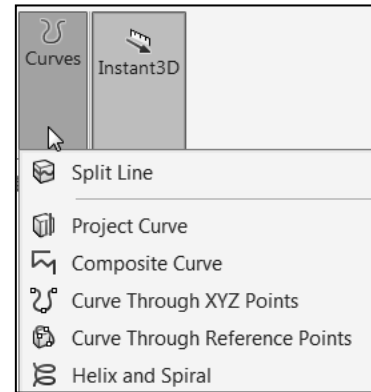 Curves
Instant3D
Split Line
Project Curve
Composite Curve
Curve Through XYZ Points
Curve Through Reference Points
Helix and Spiral